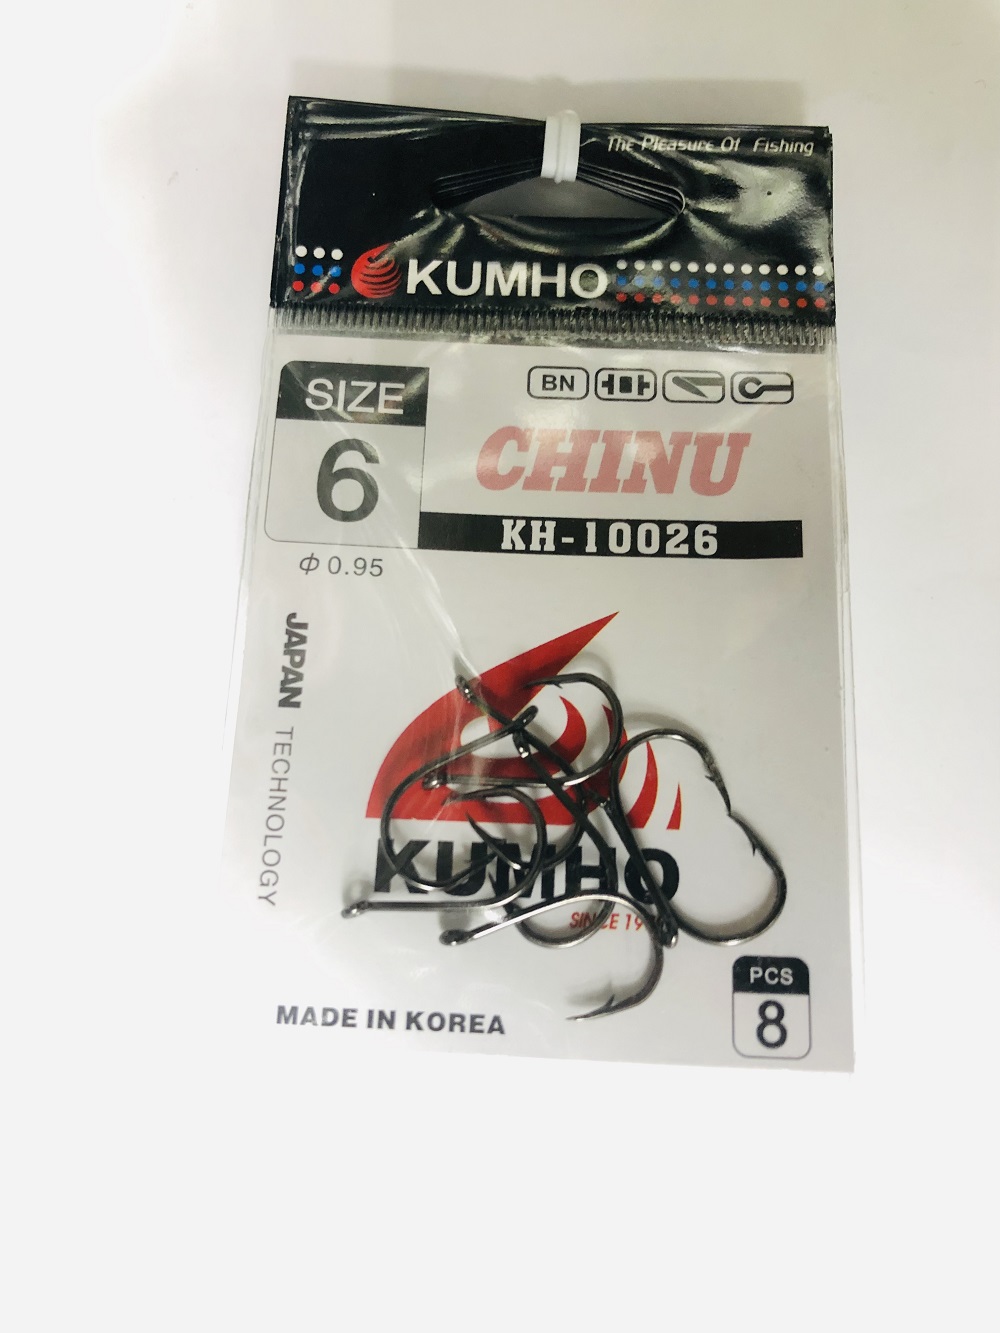 The Pleasure Of Fishing
KUMHO
SIZE
6
BN
CHINU
KH-10026
Φ 0.95
JAPAN TECHNOLOGY
KUMHO
MADE IN KOREA
PCS
8